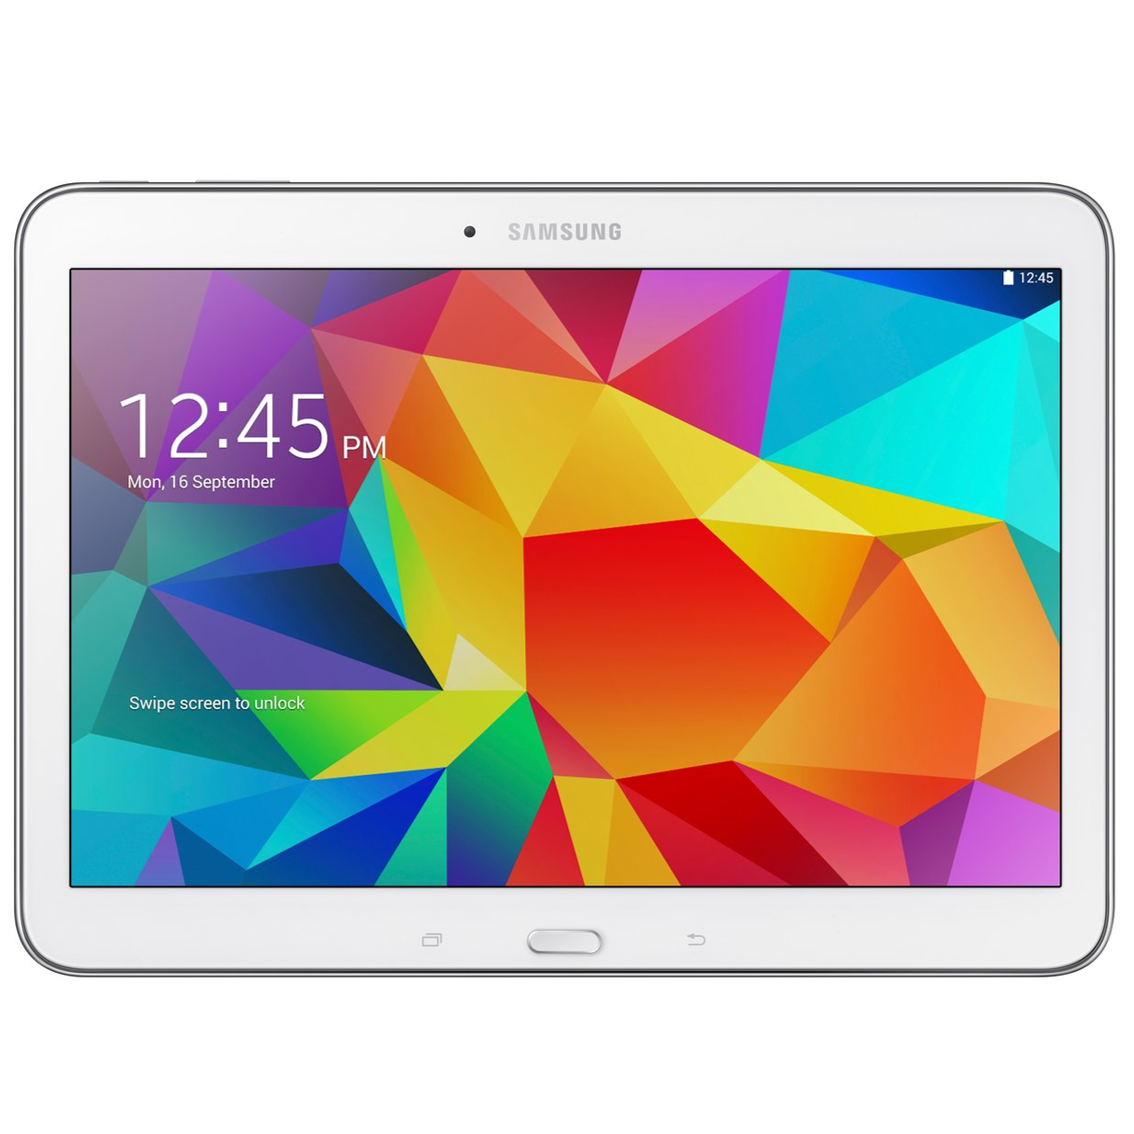 SAMSUNG
12:45
12:45 PM
Mon, 16 September
Swipe screen to unlock